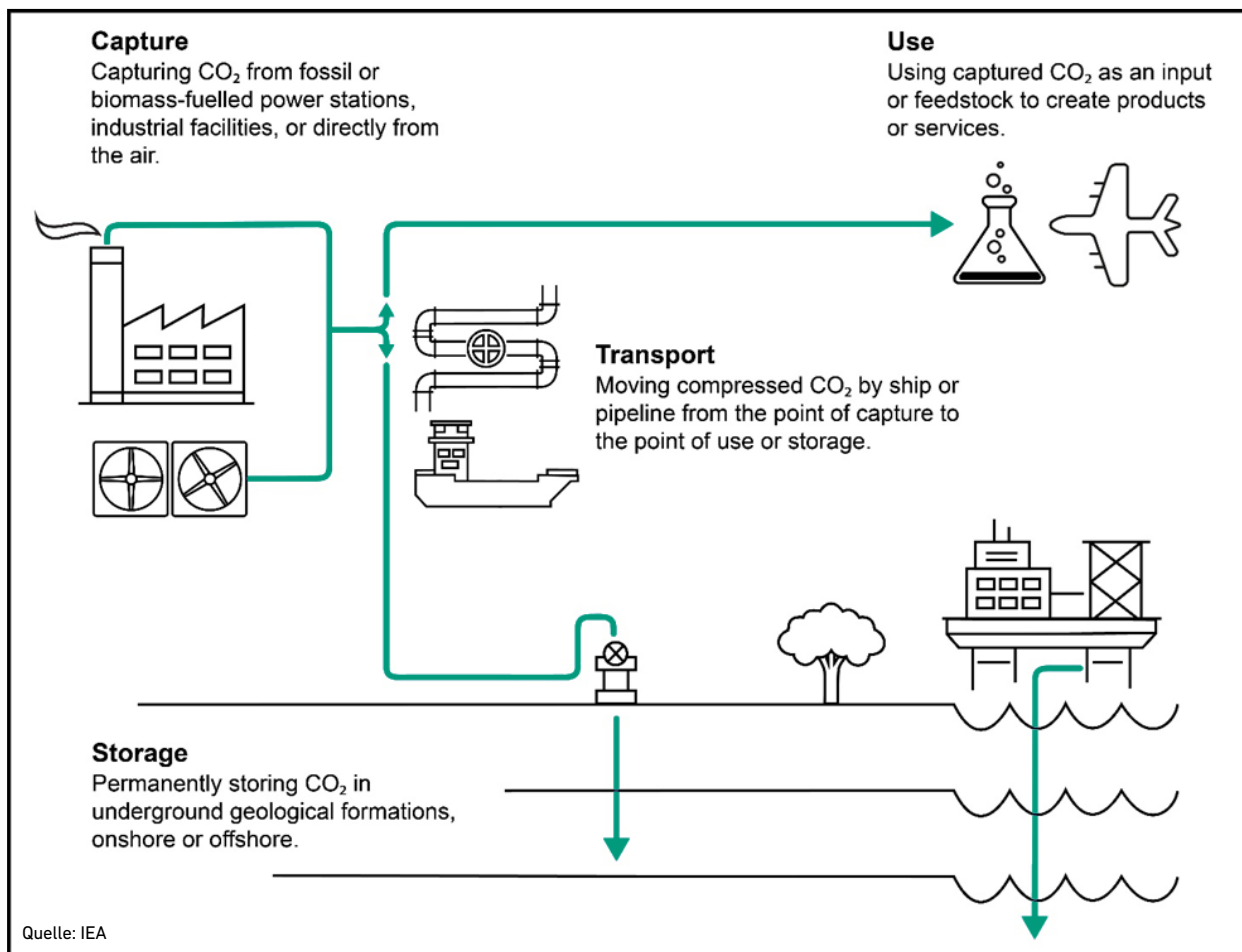 Capture
Capturing CO₂ from fossil or
biomass-fuelled power stations,
industrial facilities, or directly from
the air.
Use
Using captured CO₂ as an input
or feedstock to create products
or services.
Transport
Moving compressed CO₂ by ship or
pipeline from the point of capture to
the point of use or storage.
Storage
Permanently storing CO₂ in
underground geological formations,
onshore or offshore.
Quelle: IEA